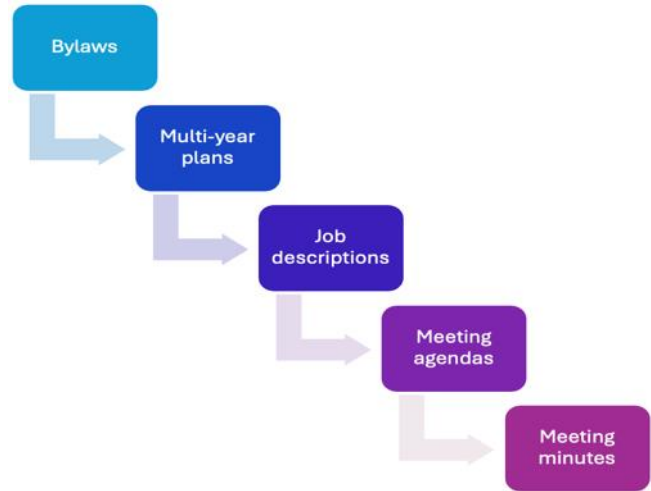 Bylaws
Multi-year
plans
Job
descriptions
Meeting
agendas
Meeting
minutes